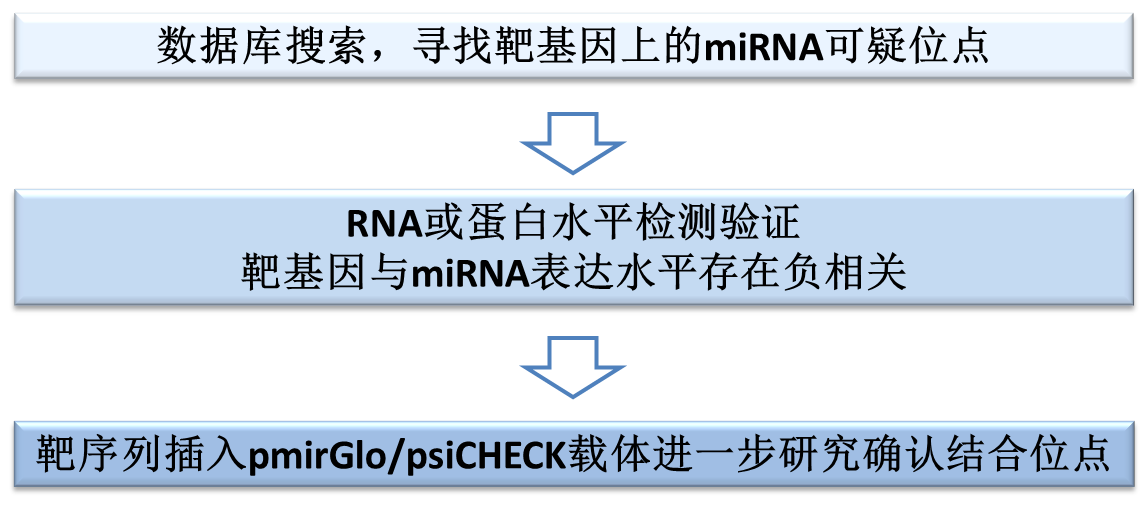 数据库搜索，寻找靶基因上的miRNA可疑位点
RNA或蛋白水平检测验证
靶基因与miRNA表达水平存在负相关
靶序列插入pmirGlo/psiCHECK载体进一步研究确认结合位点